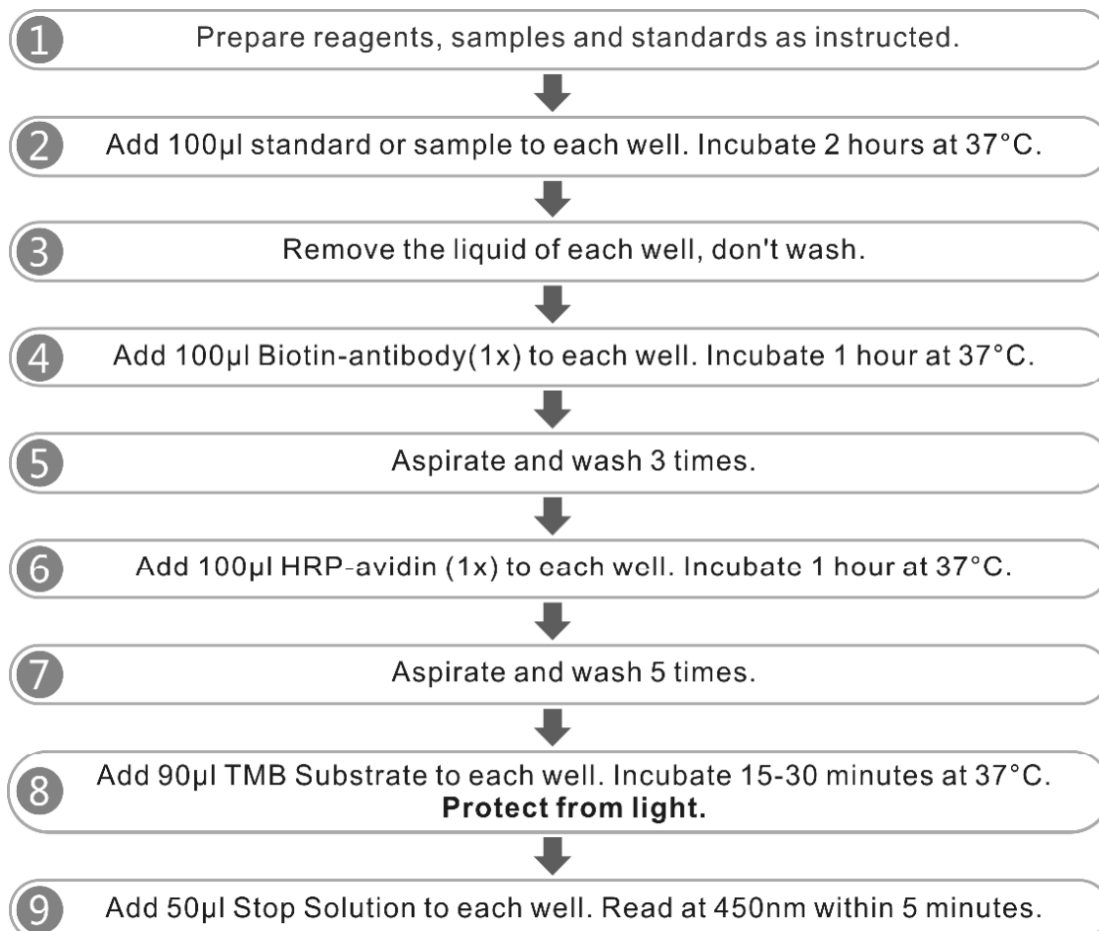 1 Prepare reagents, samples and standards as instructed.
2 Add 100μl standard or sample to each well. Incubate 2 hours at 37°C.
3 Remove the liquid of each well, don't wash.
4 Add 100μl Biotin-antibody(1x) to each well. Incubate 1 hour at 37°C.
5 Aspirate and wash 3 times.
6 Add 100μl HRP-avidin (1x) to each well. Incubate 1 hour at 37°C.
7 Aspirate and wash 5 times.
8 Add 90μl TMB Substrate to each well. Incubate 15-30 minutes at 37°C.
Protect from light.
9 Add 50μl Stop Solution to each well. Read at 450nm within 5 minutes.